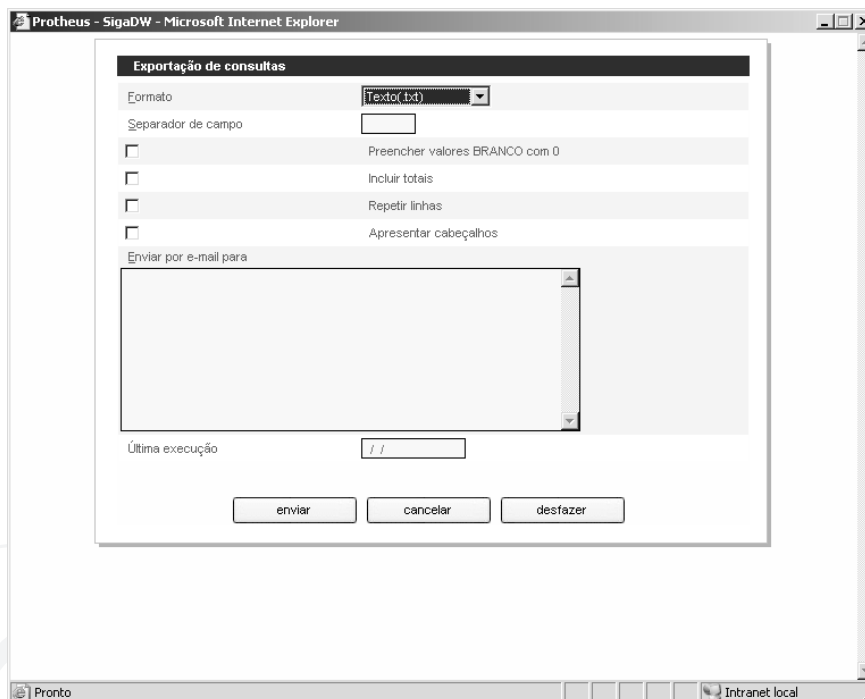 Protheus - SigaDW - Microsoft Internet Explorer
Exportação de consultas
Formato
Texto(.txt)
Separador de campo
Preencher valores BRANCO com 0
Incluir totais
Repetir linhas
Apresentar cabeçalhos
Enviar por e-mail para
Última execução
/ /
enviar
cancelar
desfazer
Pronto
Intranet local